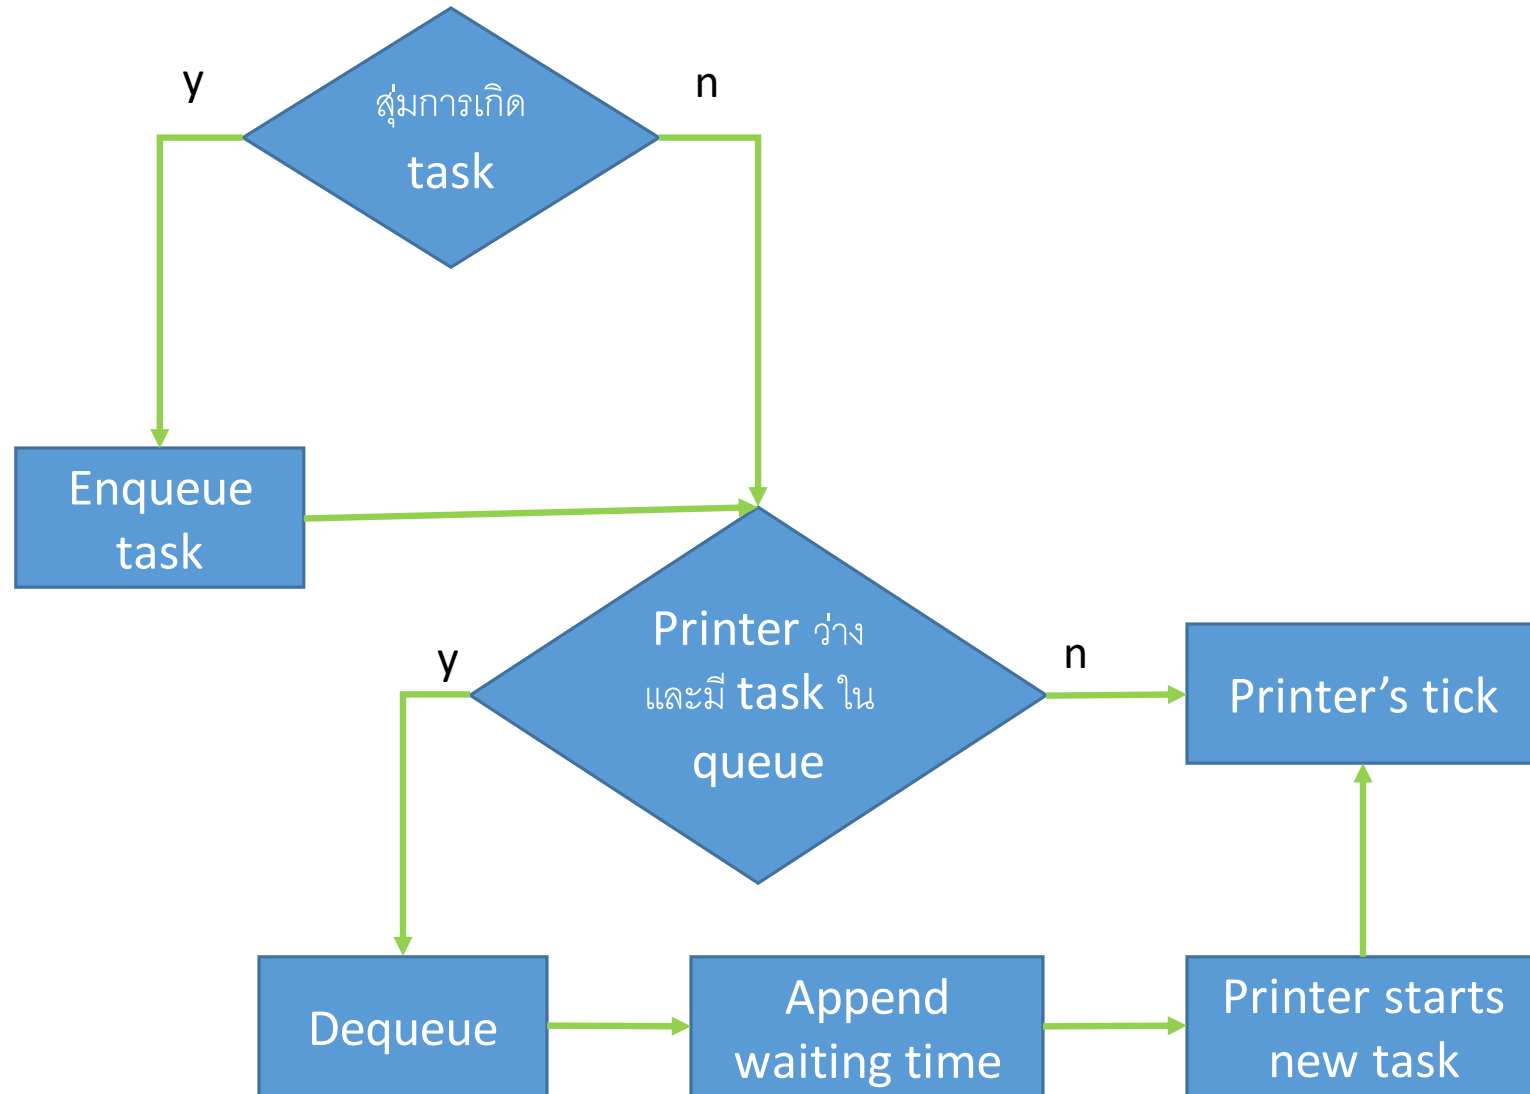 y
สุ่มการเกิด
task
n
Enqueue
task
Printer ว่าง
และมี task ใน
queue
y
n
Printer’s tick
Dequeue
Append
waiting time
Printer starts
new task